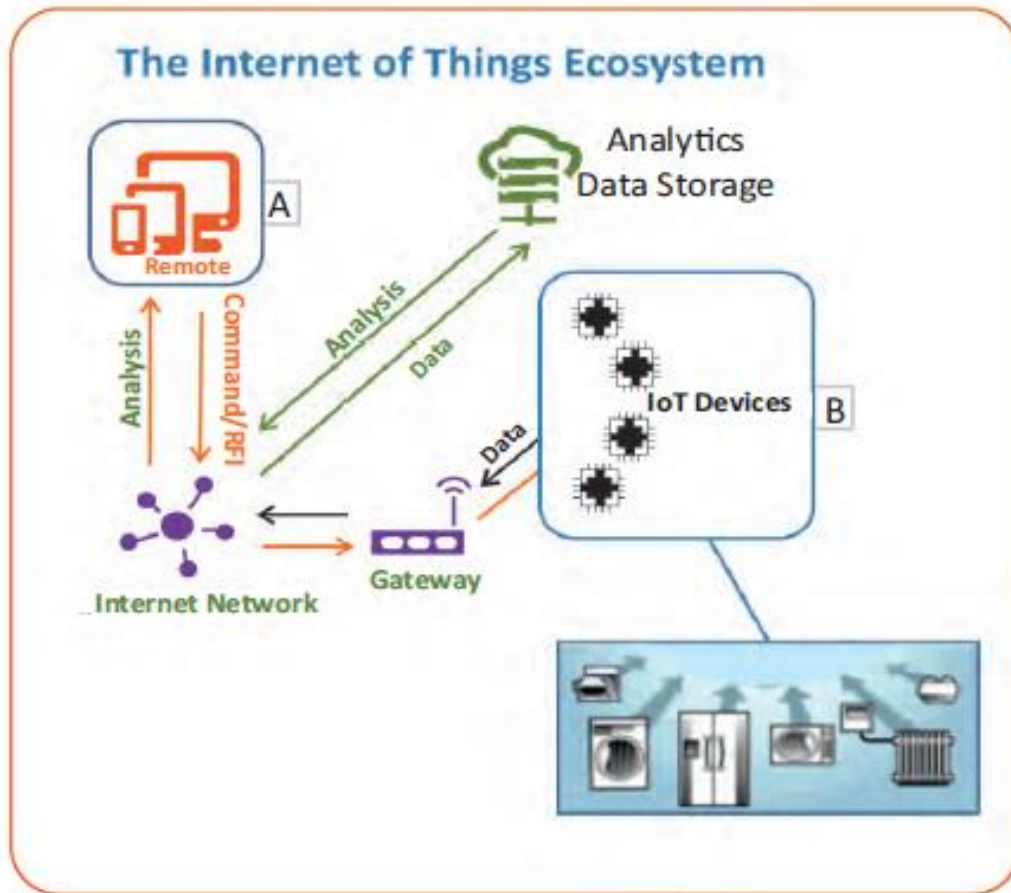 The Internet of Things Ecosystem
Analytics
Data Storage
A
Remote
Analysis
Command/RFI
Analysis
Data
IoT Devices
B
Data
Gateway
Internet Network